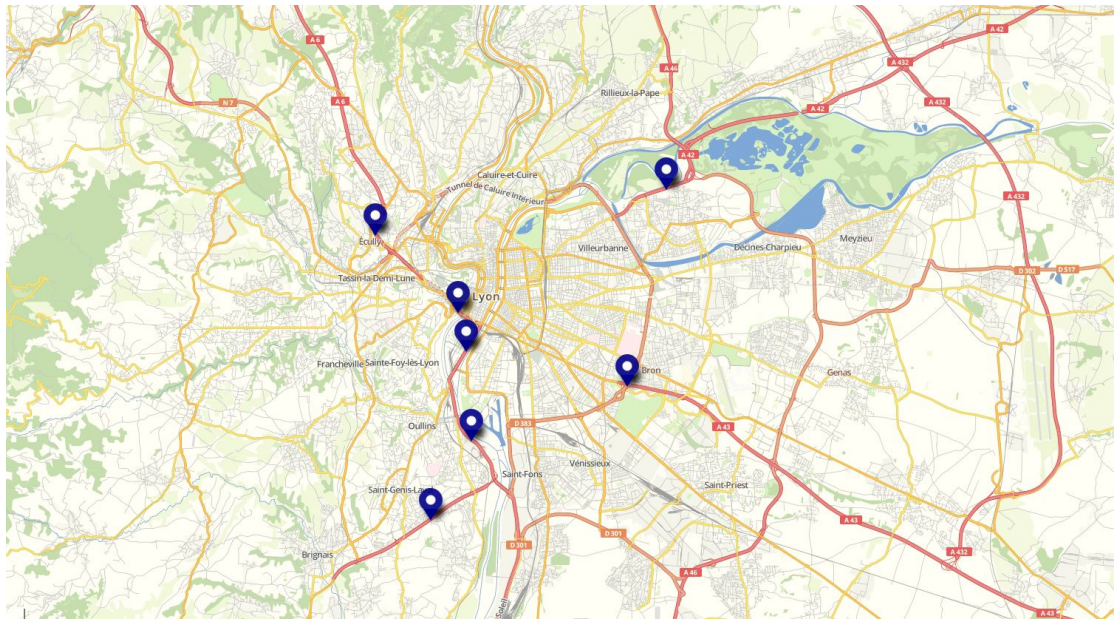 A 6
A 42
A 46
A 432
A 432
Rillieux-la-Pape
N 7
A 6
A 42
A 42
Caluire-et-Cuire
Tunnel de Caluire Intérieur
A 432
Écully
Villeurbanne
Décines-Charpieu
Meyzieu
Tassin-la-Demi-Lune
D 302
D 517
Lyon
Francheville
Sainte-Foy-lès-Lyon
Bron
Genas
Oullins
D 383
A 43
Saint-Fons
Vénissieux
Saint-Genis-Laval
Saint-Priest
A 43
D 301
D 301
Brignais
A 432
A 46
Soleil
A 43